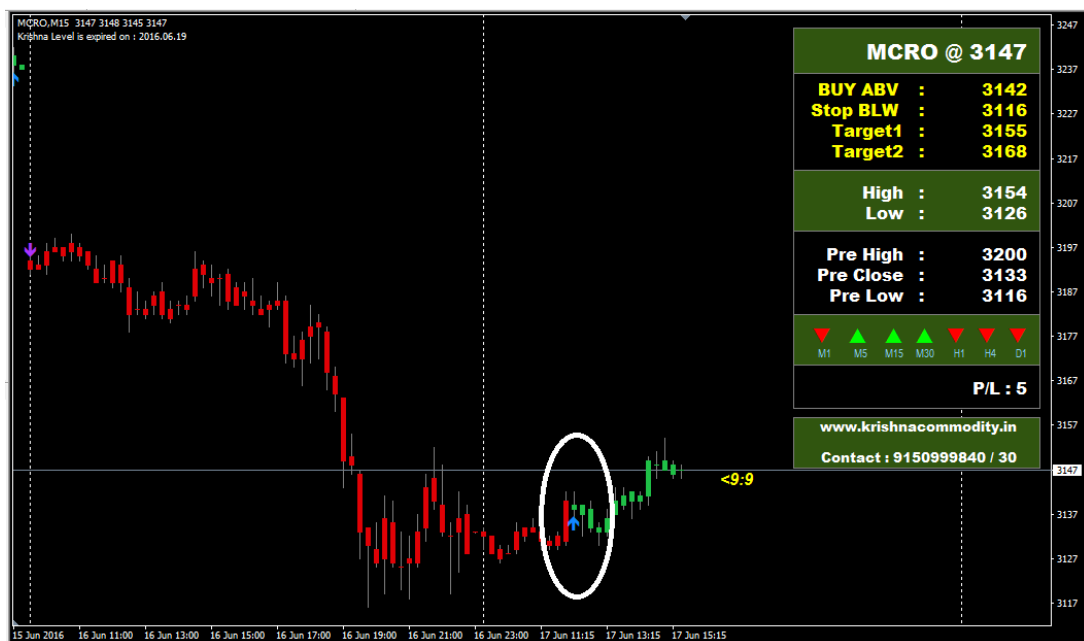 MCRO,M15  3147 3148 3145 3147
Krishna Level is expired on : 2016.06.19
MCRO @ 3147
BUY ABV : 3142
Stop BLW : 3116
Target1 : 3155
Target2 : 3168
High : 3154
Low : 3126
Pre High : 3200
Pre Close : 3133
Pre Low : 3116
M1 M5 M15 M30 H1 H4 D1
P/L : 5
www.krishnacommodity.in
Contact : 9150999840 / 30
<9:9
3247
3237
3227
3217
3207
3197
3187
3177
3167
3157
3147
3137
3127
3117
15 Jun 2016 16 Jun 11:00 16 Jun 13:00 16 Jun 15:00 16 Jun 17:00 16 Jun 19:00 16 Jun 21:00 16 Jun 23:00 17 Jun 11:15 17 Jun 13:15 17 Jun 15:15